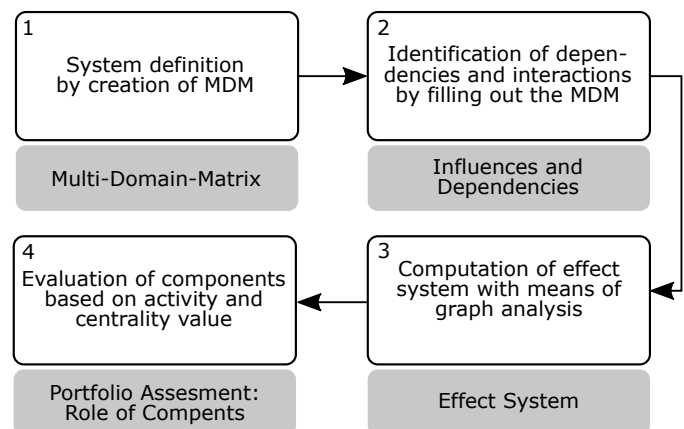 1
System definition
by creation of MDM
Multi-Domain-Matrix
2
Identification of depen-
dencies and interactions
by filling out the MDM
Influences and
Dependencies
3
Computation of effect
system with means of
graph analysis
Effect System
4
Evaluation of components
based on activity and
centrality value
Portfolio Assesment:
Role of Compents